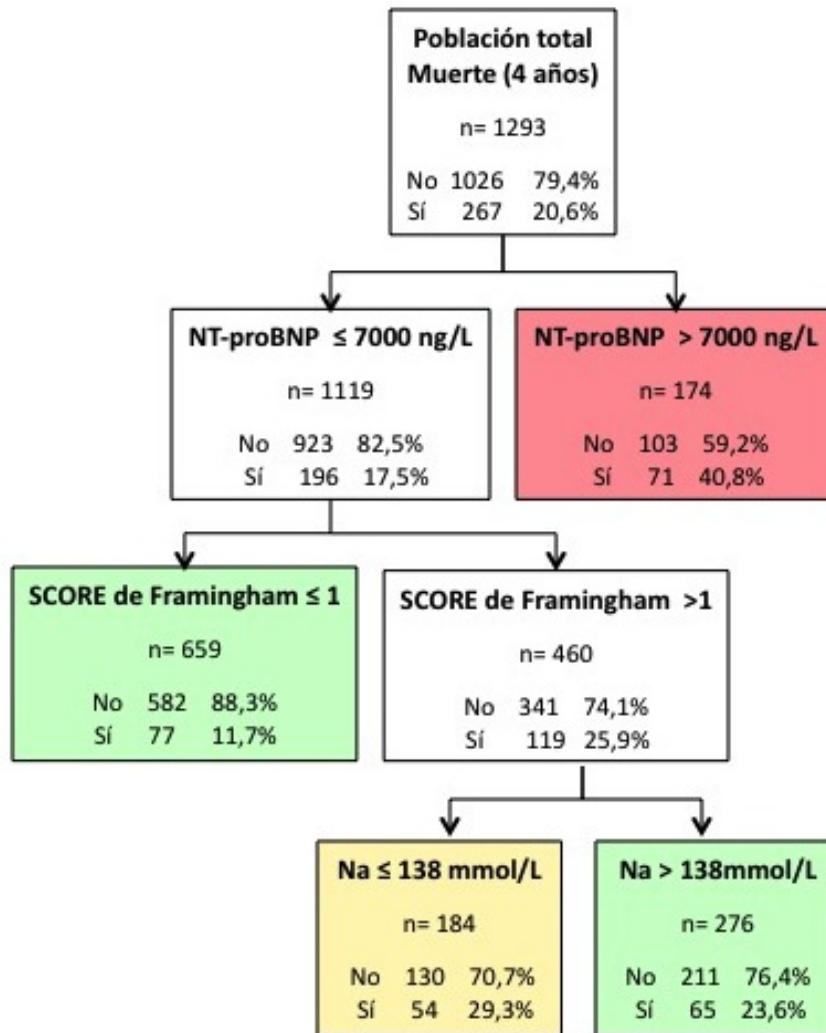 Población total
Muerte (4 años)
n= 1293
No 1026 79,4%
Sí 267 20,6%
NT-proBNP ≤ 7000 ng/L
n= 1119
No 923 82,5%
Sí 196 17,5%
NT-proBNP > 7000 ng/L
n= 174
No 103 59,2%
Sí 71 40,8%
SCORE de Framingham ≤ 1
n= 659
No 582 88,3%
Sí 77 11,7%
SCORE de Framingham >1
n= 460
No 341 74,1%
Sí 119 25,9%
Na ≤ 138 mmol/L
n= 184
No 130 70,7%
Sí 54 29,3%
Na > 138mmol/L
n= 276
No 211 76,4%
Sí 65 23,6%